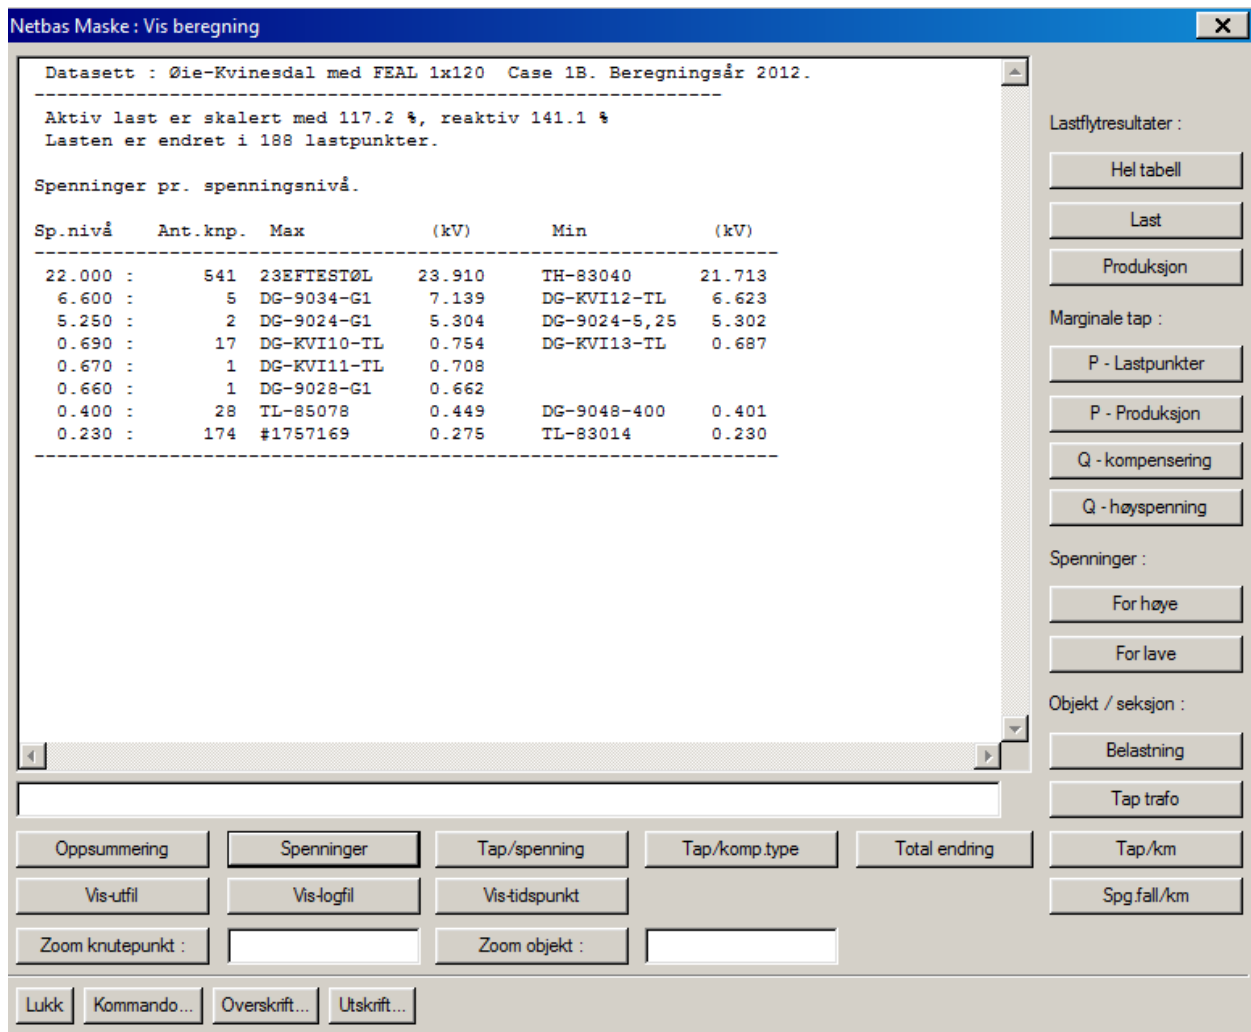 Netbas Maske : Vis beregning
Datasett : Øie-Kvinesdal med FEAL 1x120 Case 1B. Beregningsår 2012.
Aktiv last er skalert med 117.2 %, reaktiv 141.1 %
Lasten er endret i 188 lastpunkter.
Spenninger pr. spenningsnivå.
Sp.nivå Ant.knp. Max (kV) Min (kV)
22.000 : 541 23EFTESTØL 23.910 TH-83040 21.713
6.600 : 5 DG-9034-G1 7.139 DG-KVI12-TL 6.623
5.250 : 2 DG-9024-G1 5.304 DG-9024-5,25 5.302
0.690 : 17 DG-KVI10-TL 0.754 DG-KVI13-TL 0.687
0.670 : 1 DG-KVI11-TL 0.708
0.660 : 1 DG-9028-G1 0.662
0.400 : 28 TL-85078 0.449 DG-9048-400 0.401
0.230 : 174 #1757169 0.275 TL-83014 0.230
Lastflytresultater :
Hel tabell
Last
Produksjon
Marginale tap :
P - Lastpunkter
P - Produksjon
Q - kompensering
Q - høyspenning
Spenninger :
For høye
For lave
Objekt / seksjon :
Belastning
Tap trafo
Oppsummering Spenninger Tap/spenning Tap/komp.type Total endring Tap/km
Vis-utfil Vis-logfil Vis-tidspunkt Spg.fall/km
Zoom knutepunkt : Zoom objekt :
Lukk Kommando... Overskrift... Utskrift...